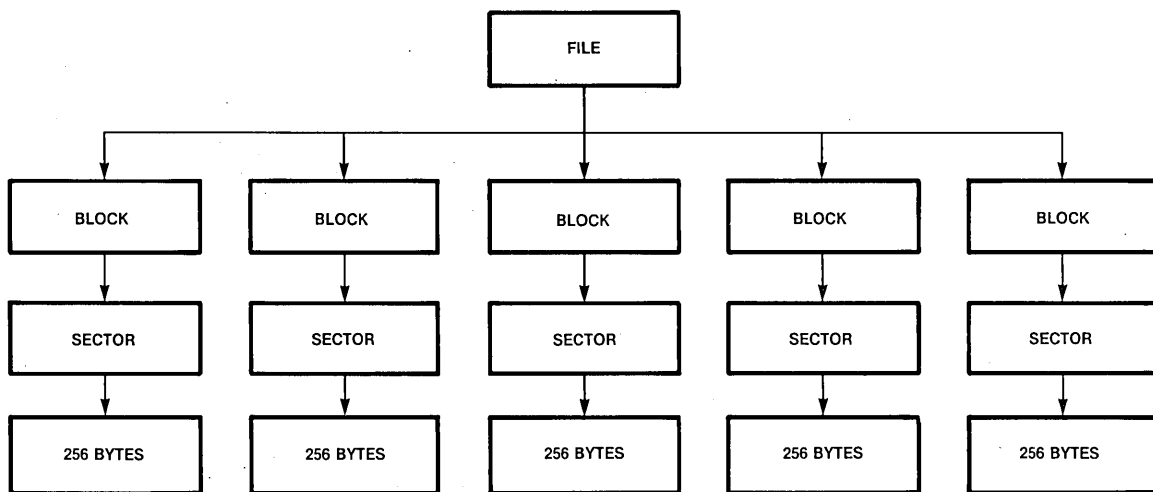 FILE
BLOCK
BLOCK
BLOCK
BLOCK
BLOCK
SECTOR
SECTOR
SECTOR
SECTOR
SECTOR
256 BYTES
256 BYTES
256 BYTES
256 BYTES
256 BYTES